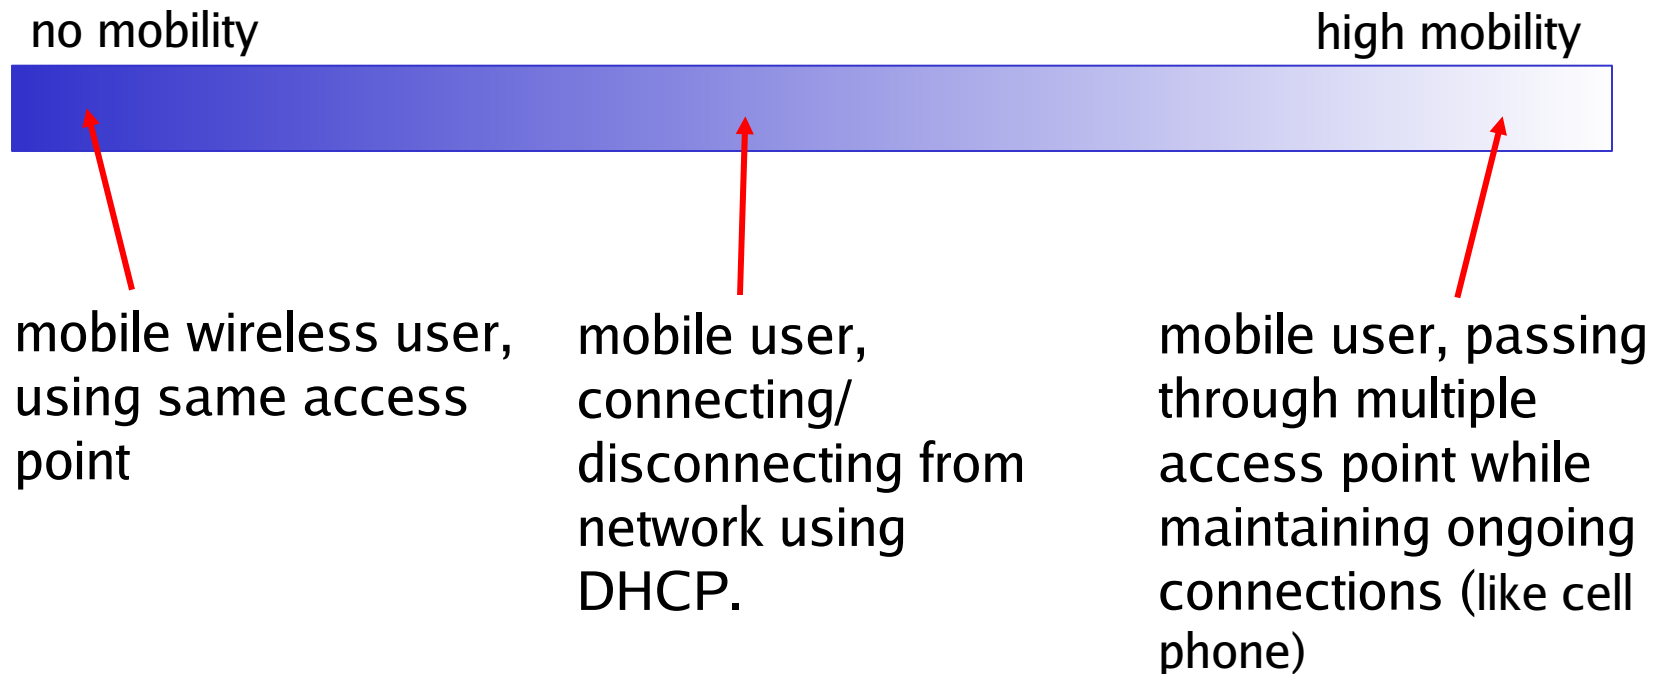 no mobility
high mobility
mobile wireless user,
using same access
point
mobile user,
connecting/
disconnecting from
network using
DHCP.
mobile user, passing
through multiple
access point while
maintaining ongoing
connections (like cell
phone)